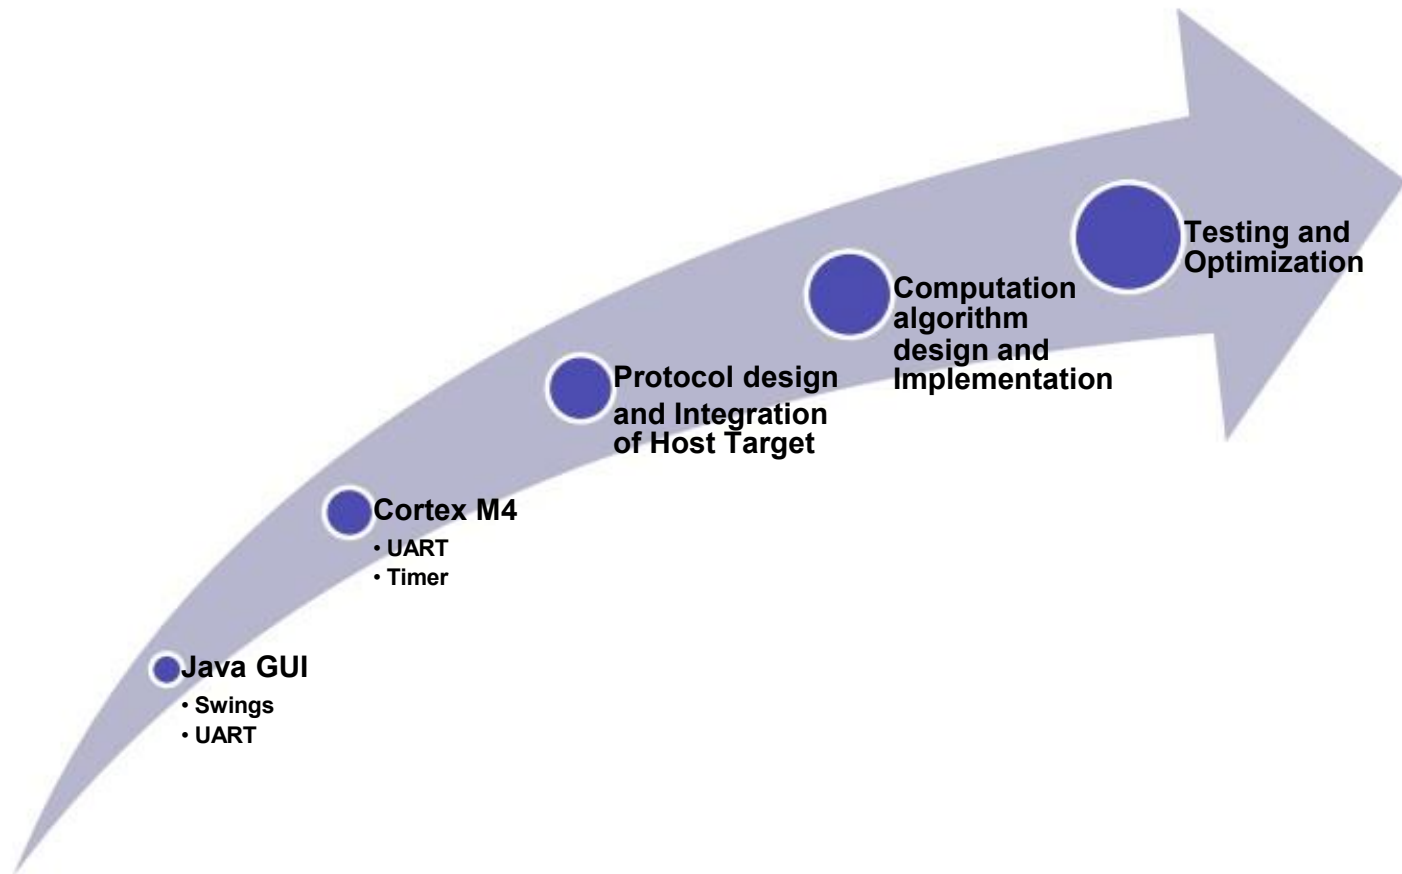 Testing and
Optimization
Computation
algorithm
design and
Implementation
Protocol design
and Integration
of Host Target
Cortex M4
• UART
• Timer
Java GUI
• Swings
• UART